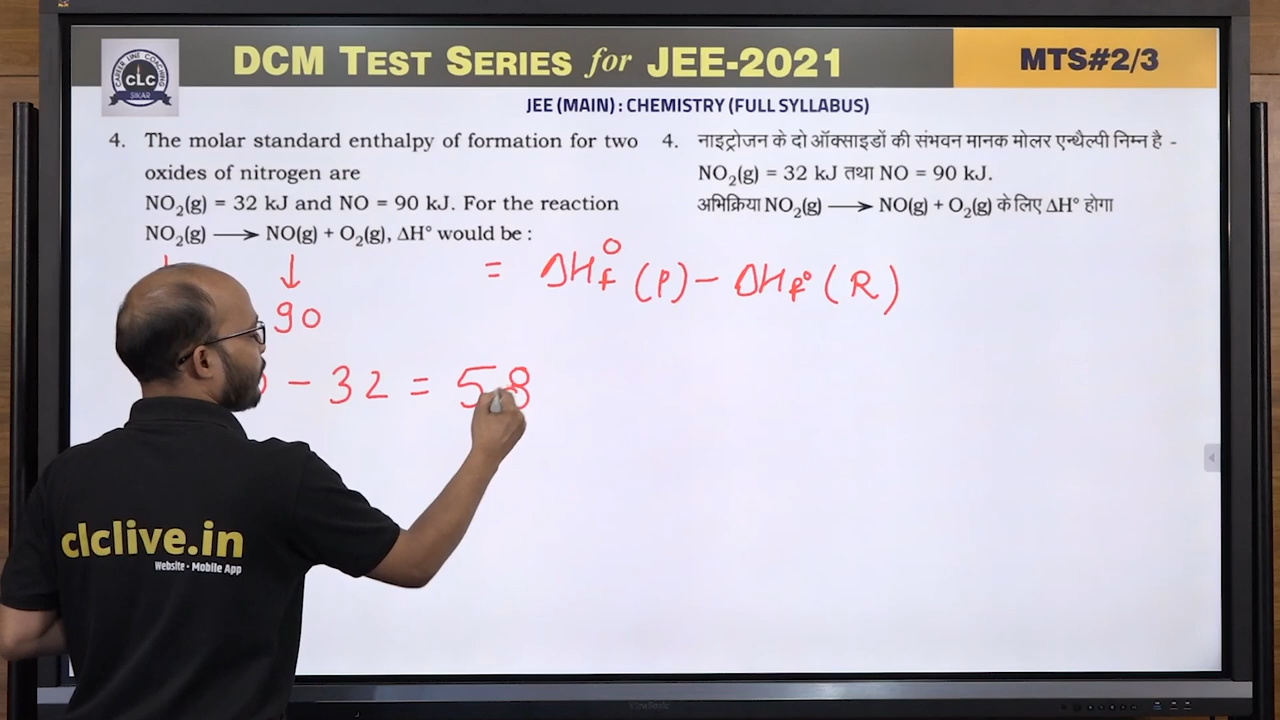 DCM TEST SERIES for JEE-2021
MTS#2/3
CAREER LINE COACHING
CLC
SIKAR
JEE (MAIN) : CHEMISTRY (FULL SYLLABUS)
4. The molar standard enthalpy of formation for two
oxides of nitrogen are
NO₂(g) = 32 kJ and NO = 90 kJ. For the reaction
NO₂(g) ⟶ NO(g) + O₂(g), ΔH° would be :
4. नाइट्रोजन के दो ऑक्साइडों की संभवन मानक मोलर एन्थैल्पी निम्न है -
NO₂(g) = 32 kJ तथा NO = 90 kJ.
अभिक्रिया NO₂(g) ⟶ NO(g) + O₂(g) के लिए ΔH° होगा
= ΔHf° (P) – ΔHf° (R)
↓
90
– 32 = 58
clclive.in
Website • Mobile App
ViewSonic